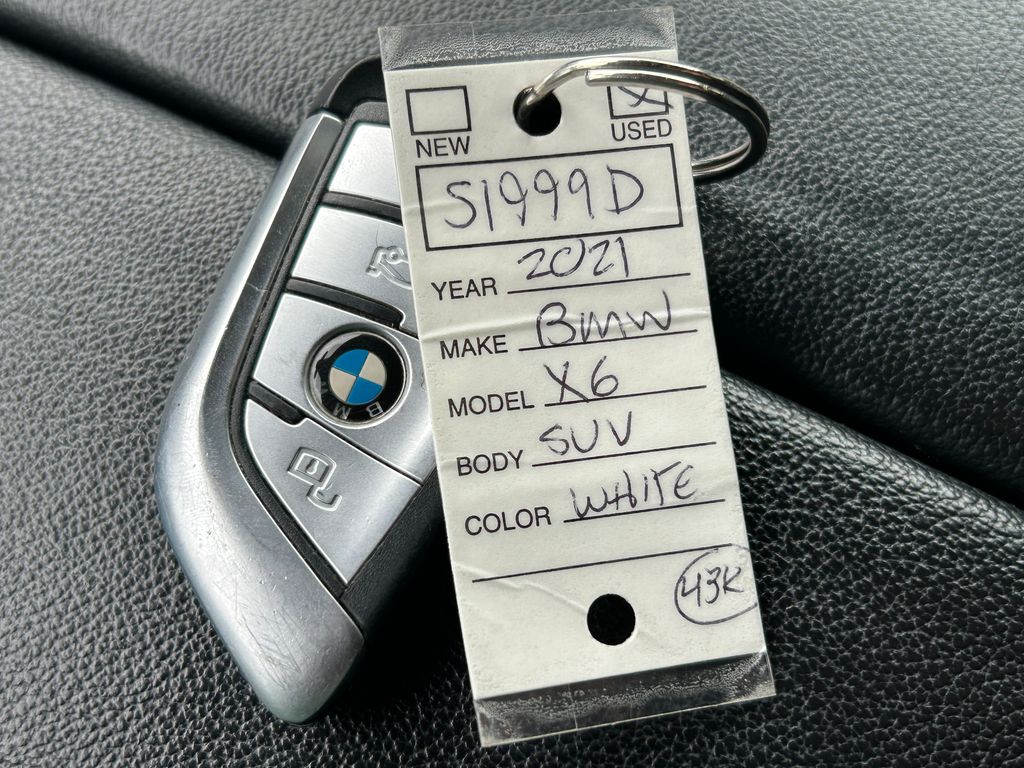 NEW
USED
S1999D
YEAR 2021
MAKE BMW
MODEL X6
BODY SUV
COLOR WHITE
43K
BMW